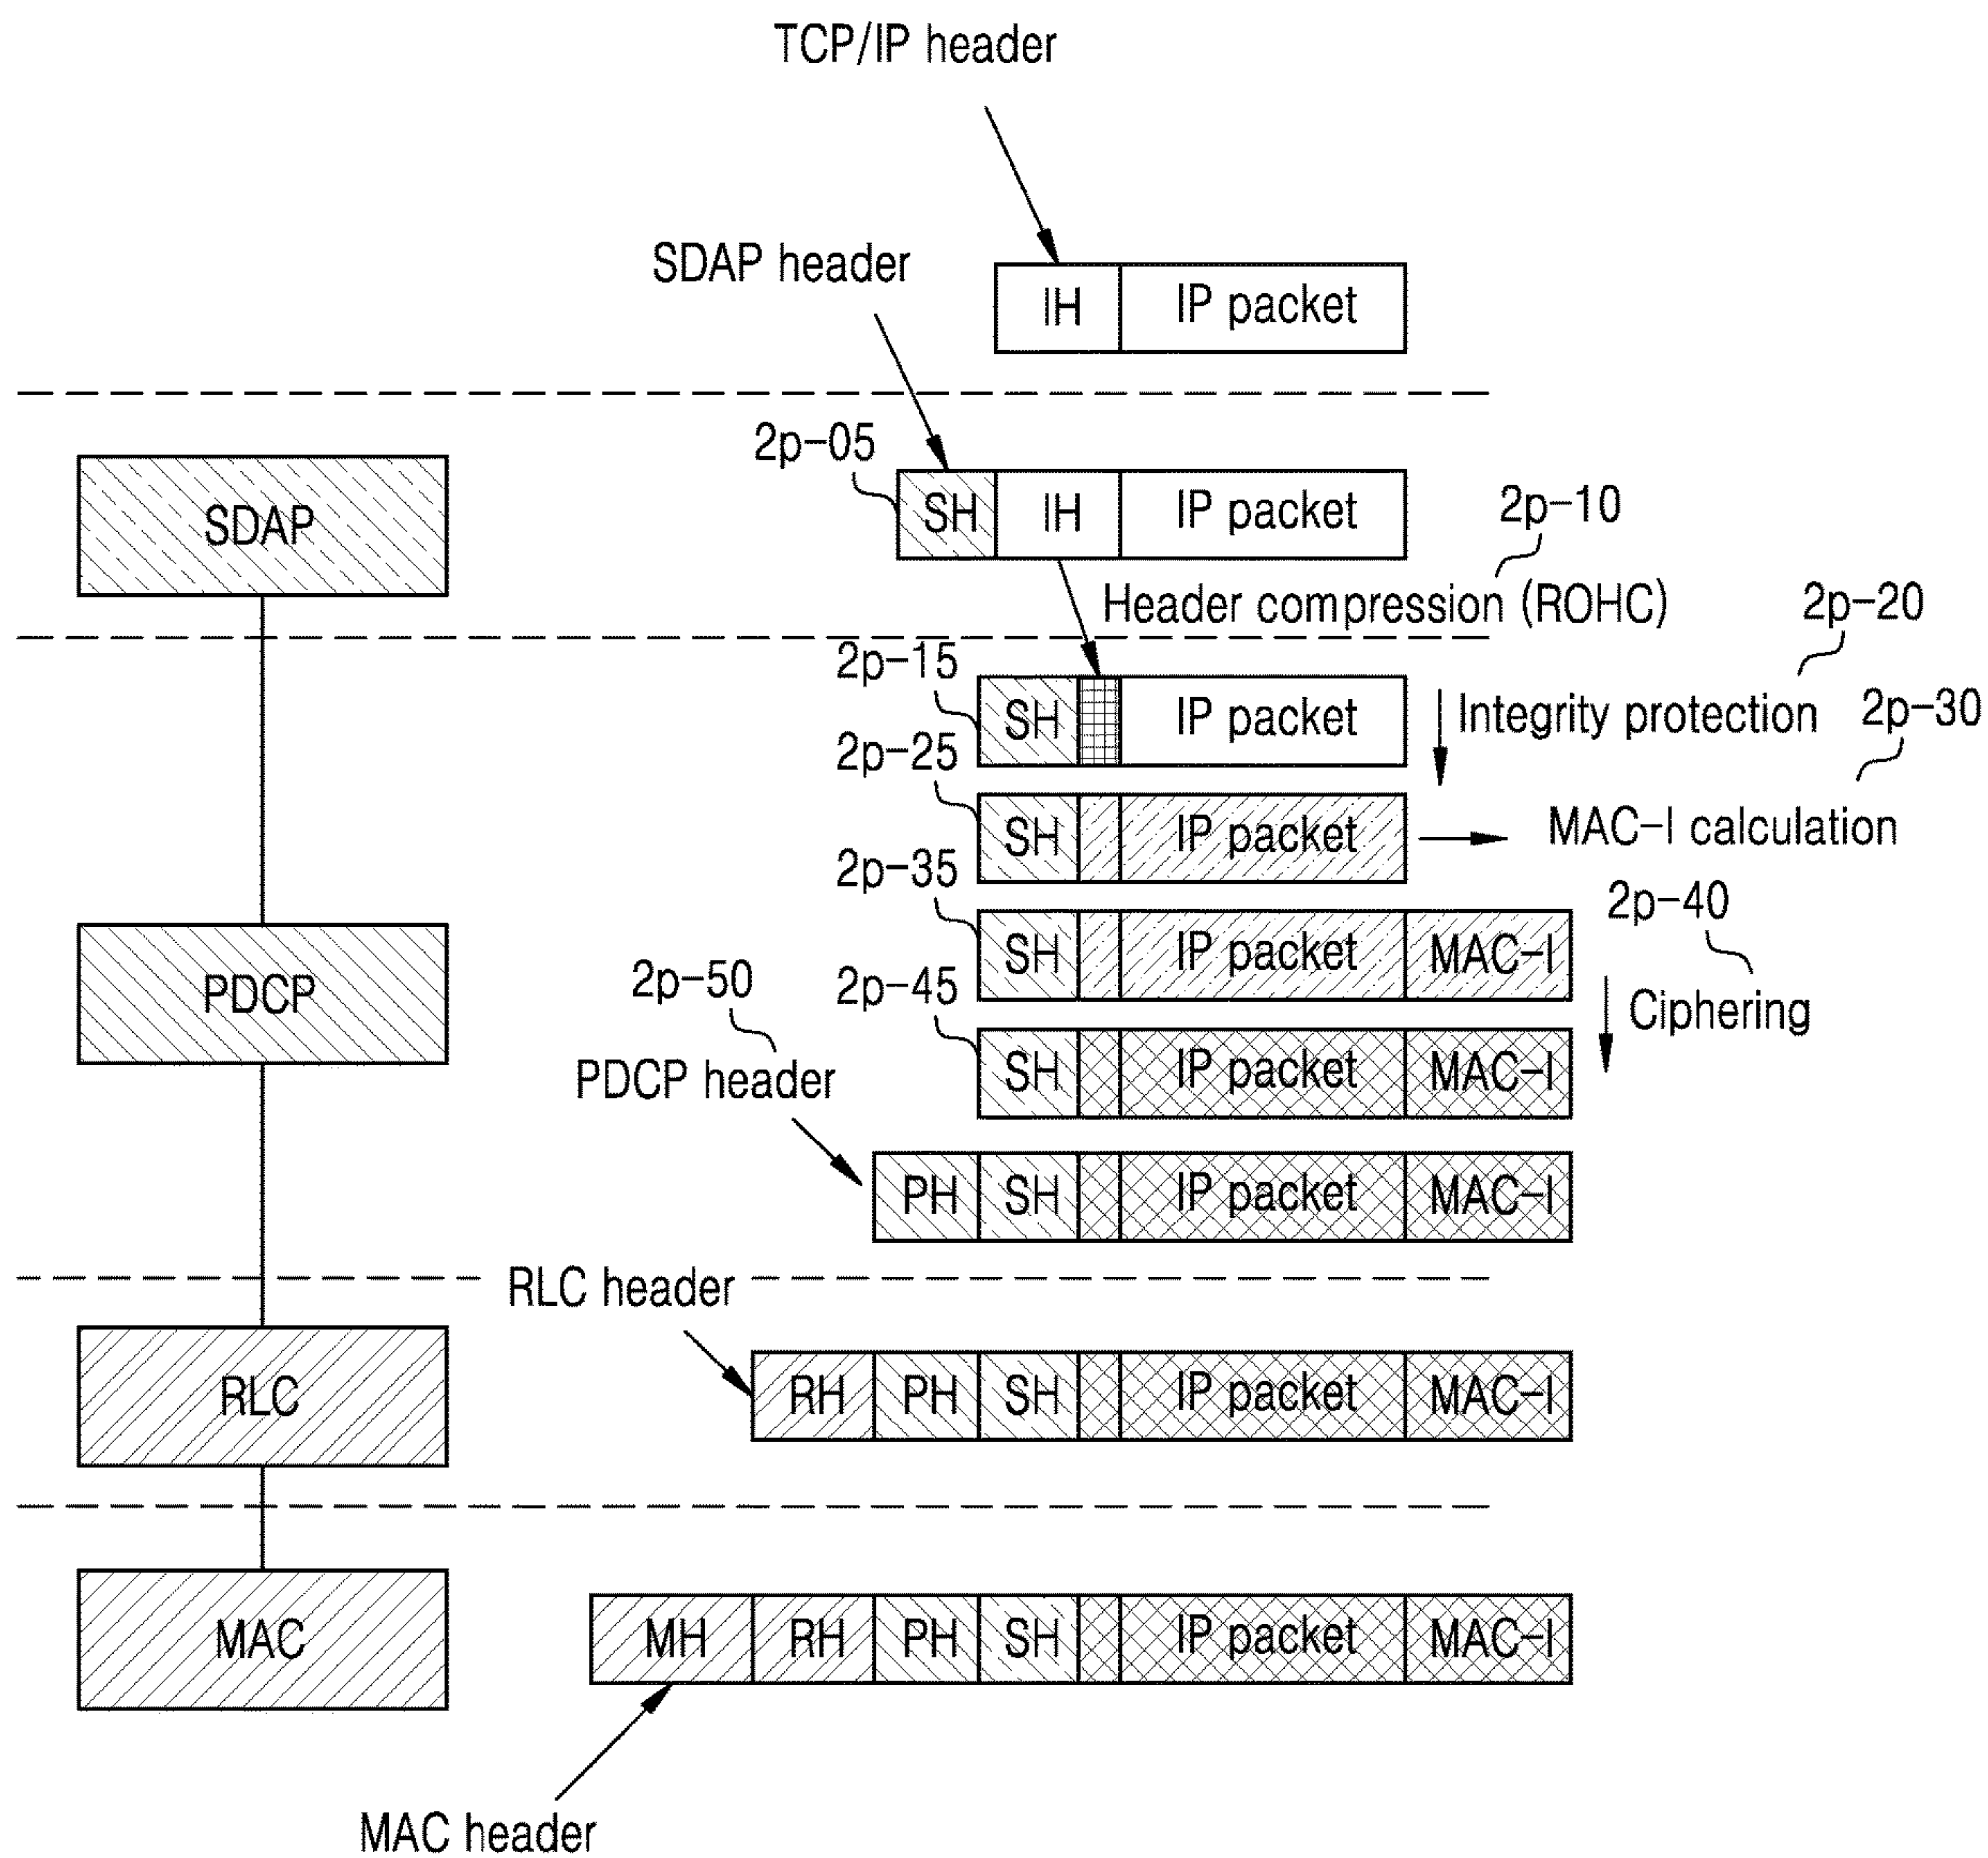 TCP/IP header
SDAP header
IH IP packet
2p-05
SDAP
SH IH IP packet
2p-10
Header compression (ROHC)
2p-20
2p-15
SH IP packet
Integrity protection
2p-30
2p-25
SH IP packet
MAC-I calculation
2p-35
2p-40
SH IP packet MAC-I
PDCP
2p-50
2p-45
Ciphering
PDCP header
SH IP packet MAC-I
PH SH IP packet MAC-I
RLC header
RLC
RH PH SH IP packet MAC-I
MAC
MH RH PH SH IP packet MAC-I
MAC header